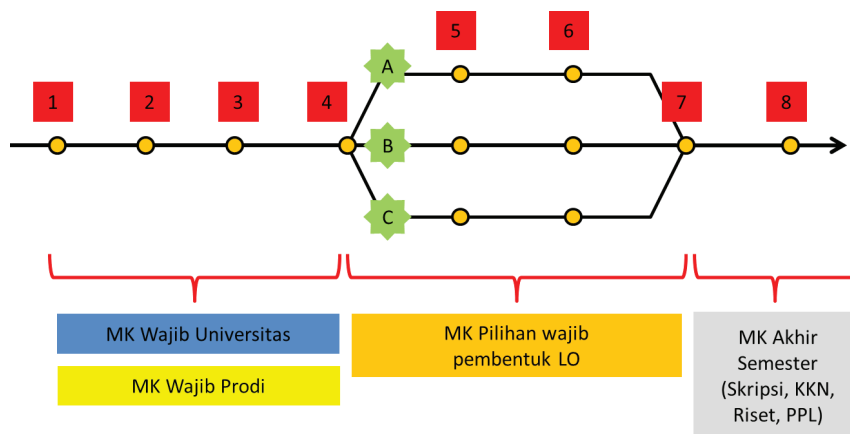 5
6
A
1
2
3
4
7
8
B
C
MK Wajib Universitas
MK Wajib Prodi
MK Pilihan wajib
pembentuk LO
MK Akhir
Semester
(Skripsi, KKN,
Riset, PPL)